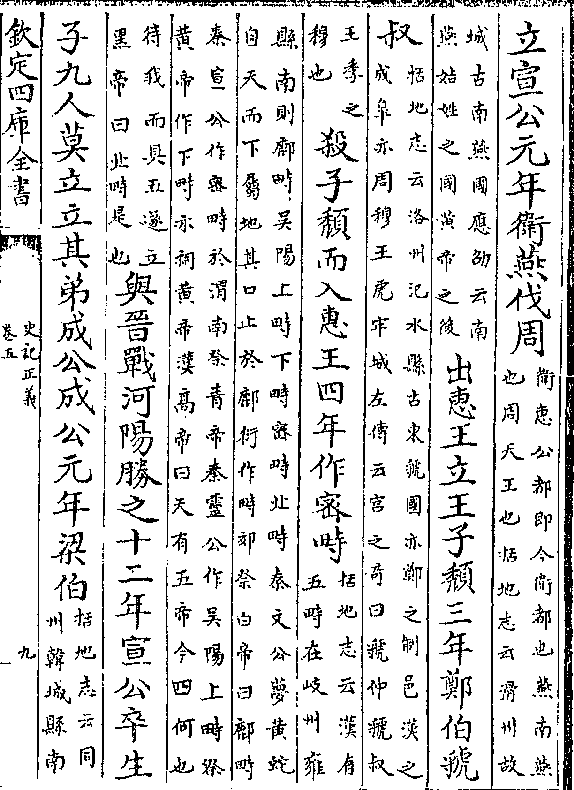 立宣公元年衛燕伐周
衛惠公都即今衛都也燕南燕
也周天王也括地志云滑州故
城古南燕國應劭云南
燕姞姓之國黄帝之後
出惠王立王子頹三年鄭伯虢
叔
括地志云洛州汜水縣古東虢國亦鄭之制邑漢之
成皋亦周穆王虎牢城左傳云宫之奇曰虢仲虢叔
王季之
穆也
殺子頹而入惠王四年作密畤
括地志云漢有
五畤在岐州雍
縣南則鄜畤吴陽上畤下畤密畤北畤秦文公夢黄蛇
自天而下屬地其口止於鄜衍作畤郊祭白帝曰鄜畤
秦宣公作密畤於渭南祭青帝秦靈公作吴陽上畤祭
黄帝作下畤亦祠黄帝漢髙帝曰天有五帝今四何也
待我而具五遂立
黑帝曰北畤是也
與晉戰河陽勝之十二年宣公卒生
子九人莫立立其弟成公成公元年梁伯
括地志云同
州韓城縣南
欽定四庫全書
史記正義
卷五
九